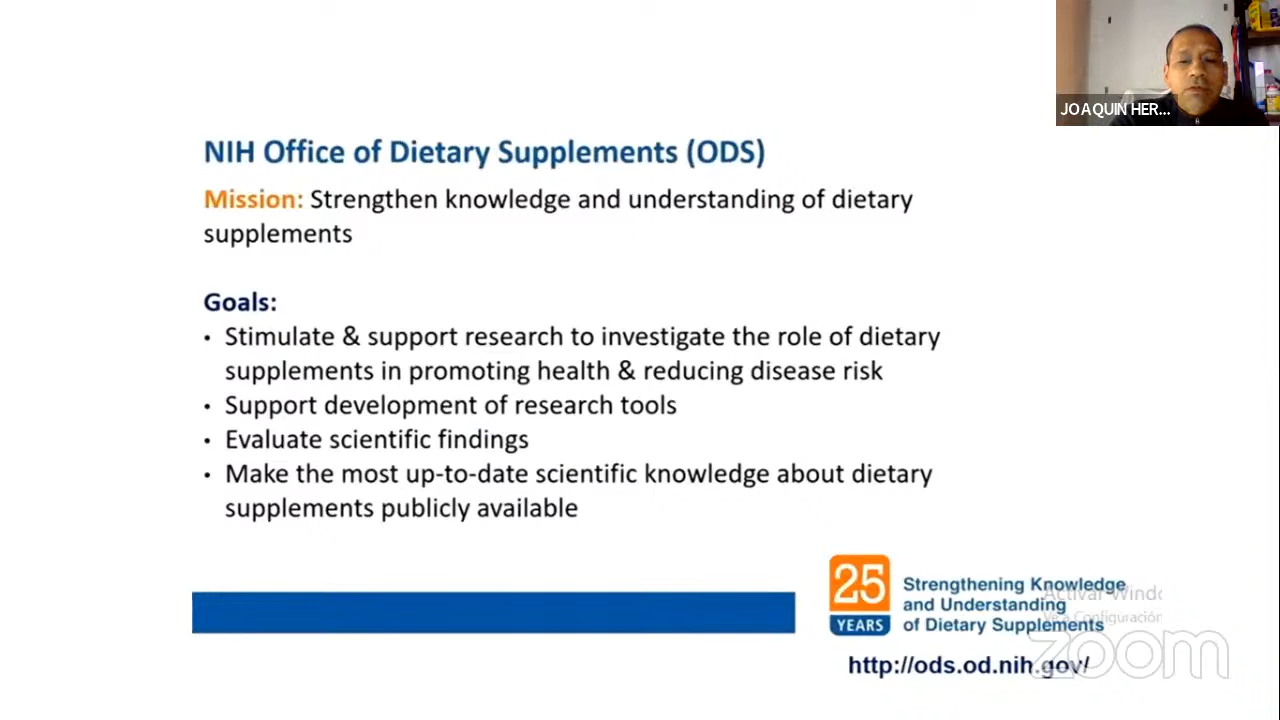 JOAQUIN HER...
NIH Office of Dietary Supplements (ODS)
Mission: Strengthen knowledge and understanding of dietary
supplements
Goals:
• Stimulate & support research to investigate the role of dietary
supplements in promoting health & reducing disease risk
• Support development of research tools
• Evaluate scientific findings
• Make the most up-to-date scientific knowledge about dietary
supplements publicly available
25
YEARS
Strengthening Knowledge
and Understanding
of Dietary Supplements
Activar Windo
Configuración
http://ods.od.nih.gov/
zoom